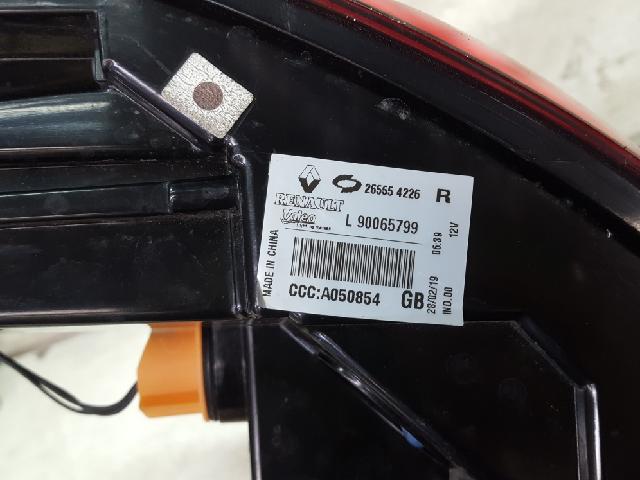 26565 4226 R
RENAULT
Valeo
L 90065799
MADE IN CHINA
CCC:A050854 GB
05:39 12V
28/02/19
IND.00